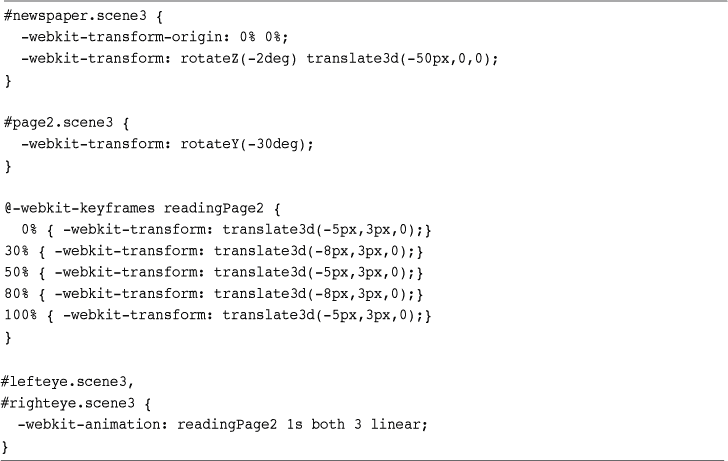 #newspaper.scene3 {
  -webkit-transform-origin: 0% 0%;
  -webkit-transform: rotateZ(-2deg) translate3d(-50px,0,0);
}

#page2.scene3 {
  -webkit-transform: rotateY(-30deg);
}

@-webkit-keyframes readingPage2 {
  0% { -webkit-transform: translate3d(-5px,3px,0);}
30% { -webkit-transform: translate3d(-8px,3px,0);}
50% { -webkit-transform: translate3d(-5px,3px,0);}
80% { -webkit-transform: translate3d(-8px,3px,0);}
100% { -webkit-transform: translate3d(-5px,3px,0);}
}

#lefteye.scene3,
#righteye.scene3 {
  -webkit-animation: readingPage2 1s both 3 linear;
}